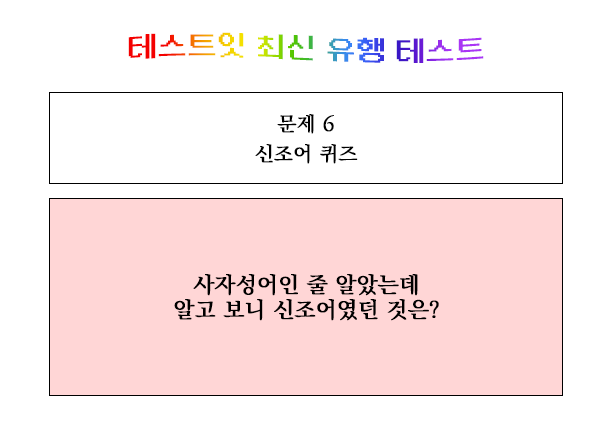 테스트잇 최신 유행 테스트
문제 6
신조어 퀴즈
사자성어인 줄 알았는데
알고 보니 신조어였던 것은?